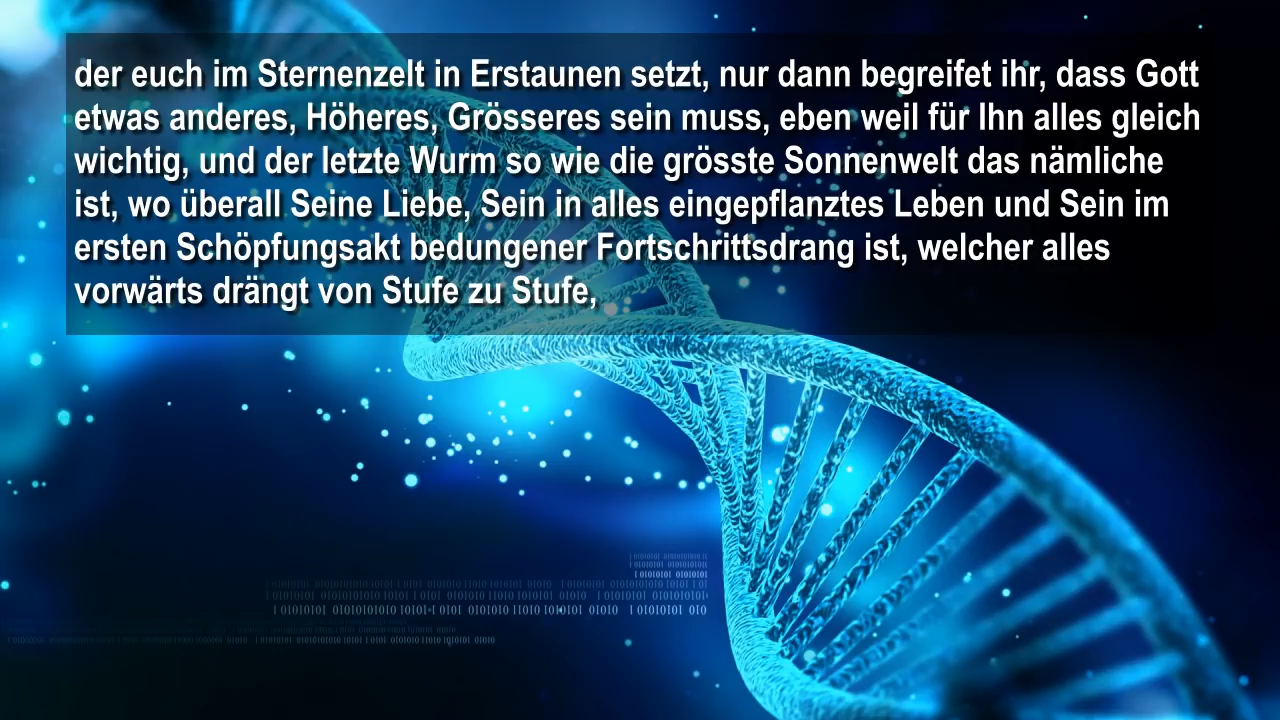 der euch im Sternenzelt in Erstaunen setzt, nur dann begreifet ihr, dass Gott
etwas anderes, Höheres, Grösseres sein muss, eben weil für Ihn alles gleich
wichtig, und der letzte Wurm so wie die grösste Sonnenwelt das nämliche
ist, wo überall Seine Liebe, Sein in alles eingepflanztes Leben und Sein im
ersten Schöpfungsakt bedungener Fortschrittsdrang ist, welcher alles
vorwärts drängt von Stufe zu Stufe,